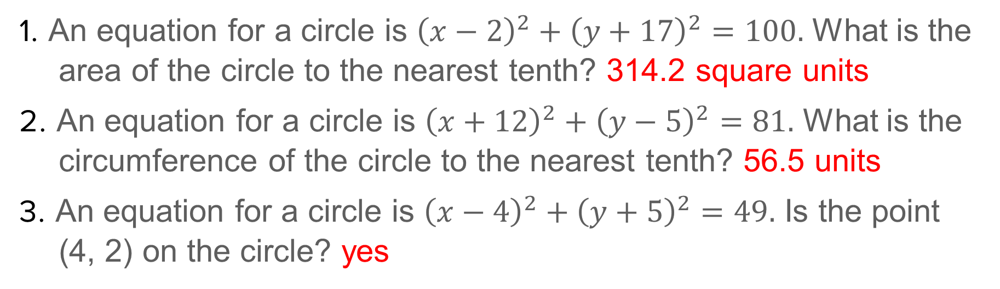 1. An equation for a circle is (x − 2)² + (y + 17)² = 100. What is the
area of the circle to the nearest tenth? 314.2 square units
2. An equation for a circle is (x + 12)² + (y − 5)² = 81. What is the
circumference of the circle to the nearest tenth? 56.5 units
3. An equation for a circle is (x − 4)² + (y + 5)² = 49. Is the point
(4, 2) on the circle? yes